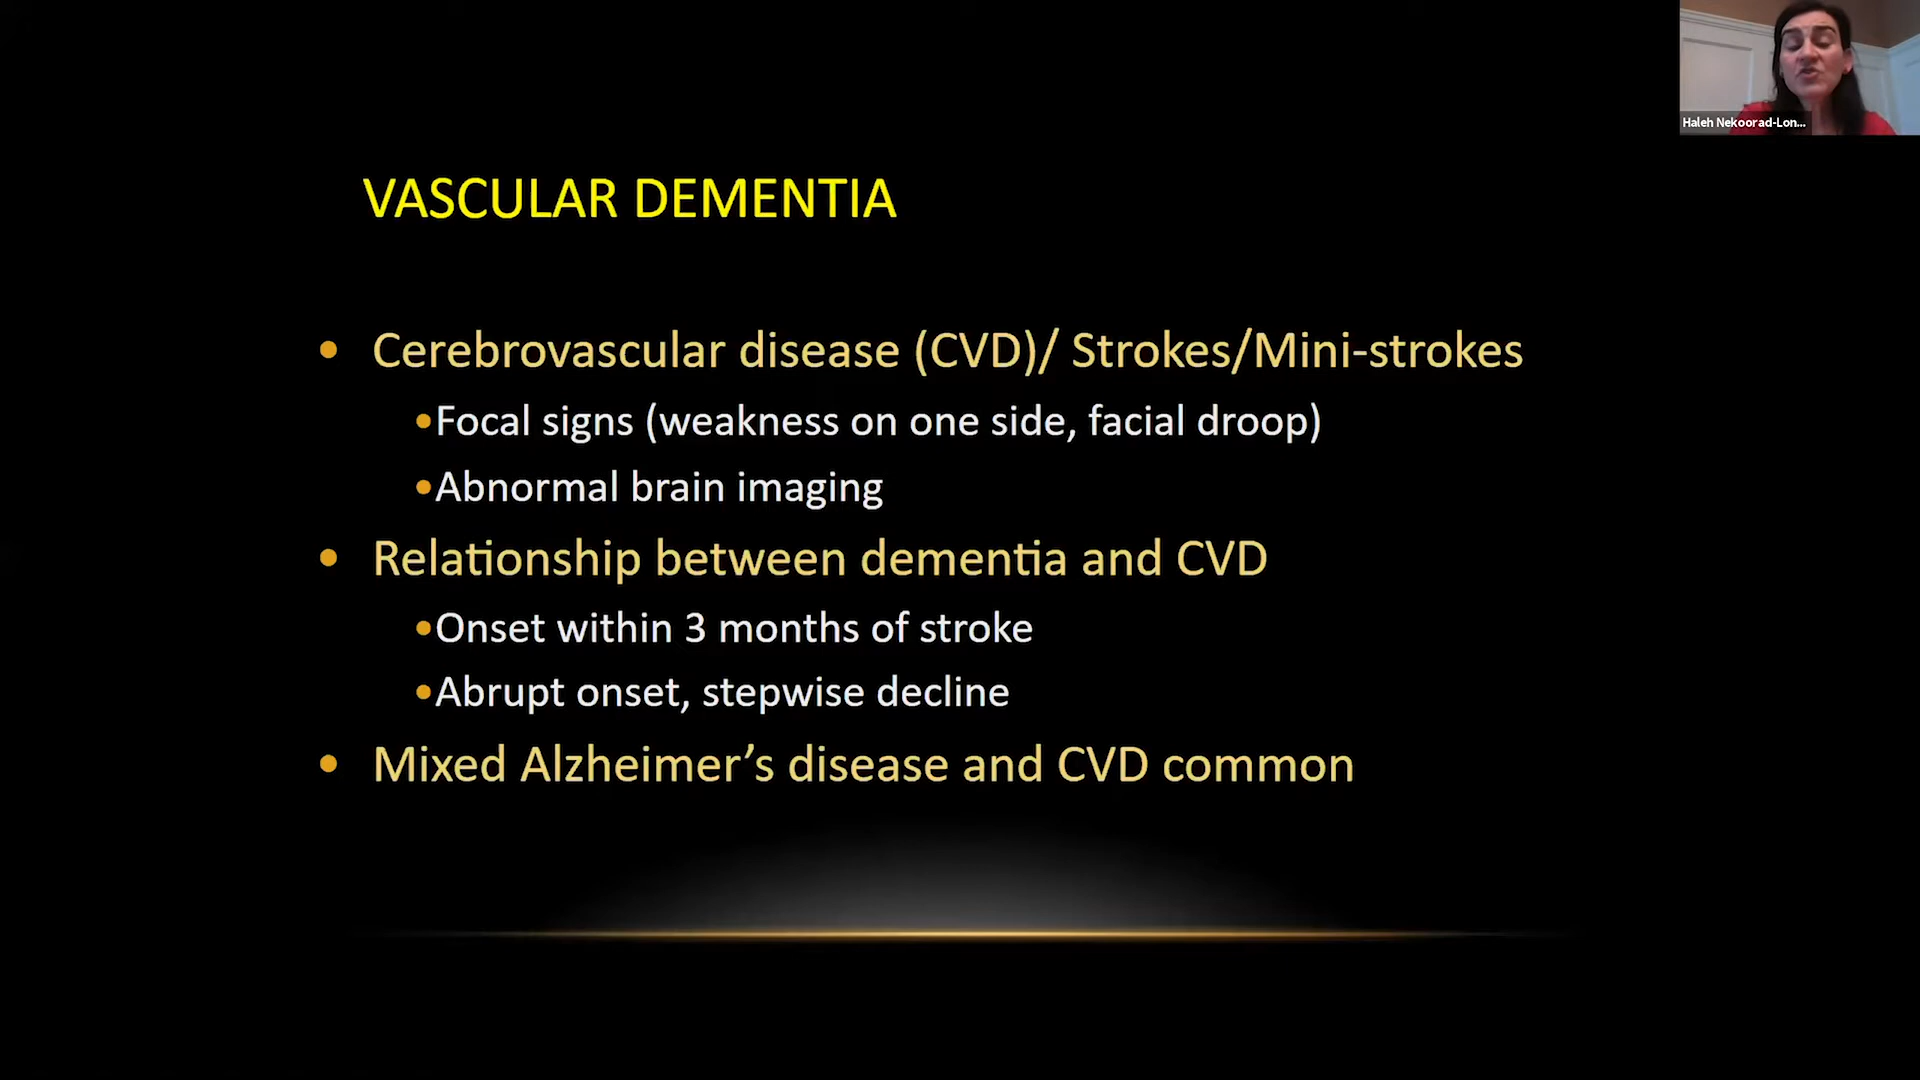 Haleh Nekoorad-Lon...
VASCULAR DEMENTIA
• Cerebrovascular disease (CVD)/ Strokes/Mini-strokes
•Focal signs (weakness on one side, facial droop)
•Abnormal brain imaging
• Relationship between dementia and CVD
•Onset within 3 months of stroke
•Abrupt onset, stepwise decline
• Mixed Alzheimer’s disease and CVD common